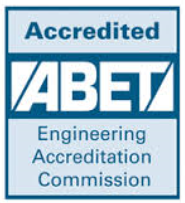 Accredited
ABET
Engineering
Accreditation
Commission